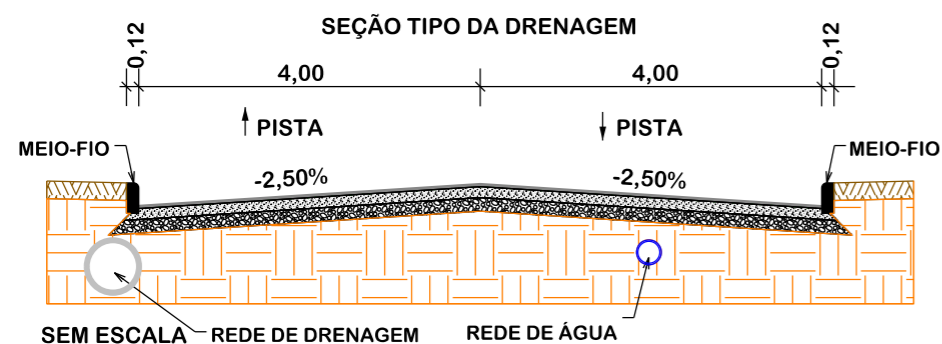 SEÇÃO TIPO DA DRENAGEM
0,12
4,00
4,00
0,12
PISTA
PISTA
MEIO-FIO
MEIO-FIO
-2,50%
-2,50%
SEM ESCALA
REDE DE DRENAGEM
REDE DE ÁGUA